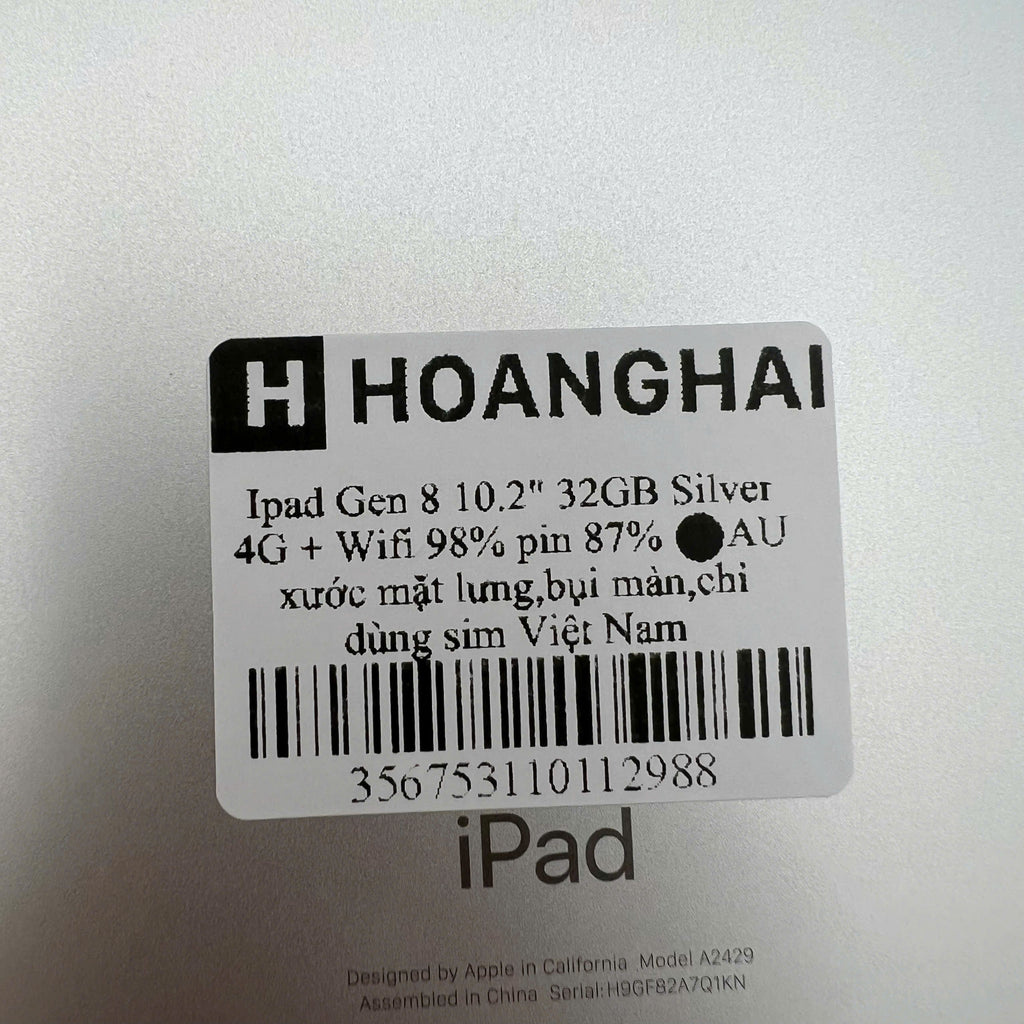 H HOANGHAI
Ipad Gen 8 10.2" 32GB Silver
4G + Wifi 98% pin 87% ●AU
xước mặt lưng,bụi màn,chỉ
dùng sim Việt Nam
356753110112988
iPad
Designed by Apple in California Model A2429
Assembled in China Serial: H9GF82A7Q1KN